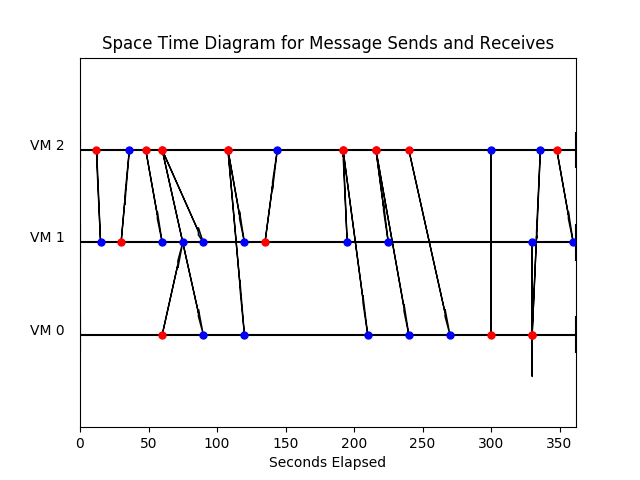 Space Time Diagram for Message Sends and Receives
VM 2
VM 1
VM 0
0 50 100 150 200 250 300 350
Seconds Elapsed